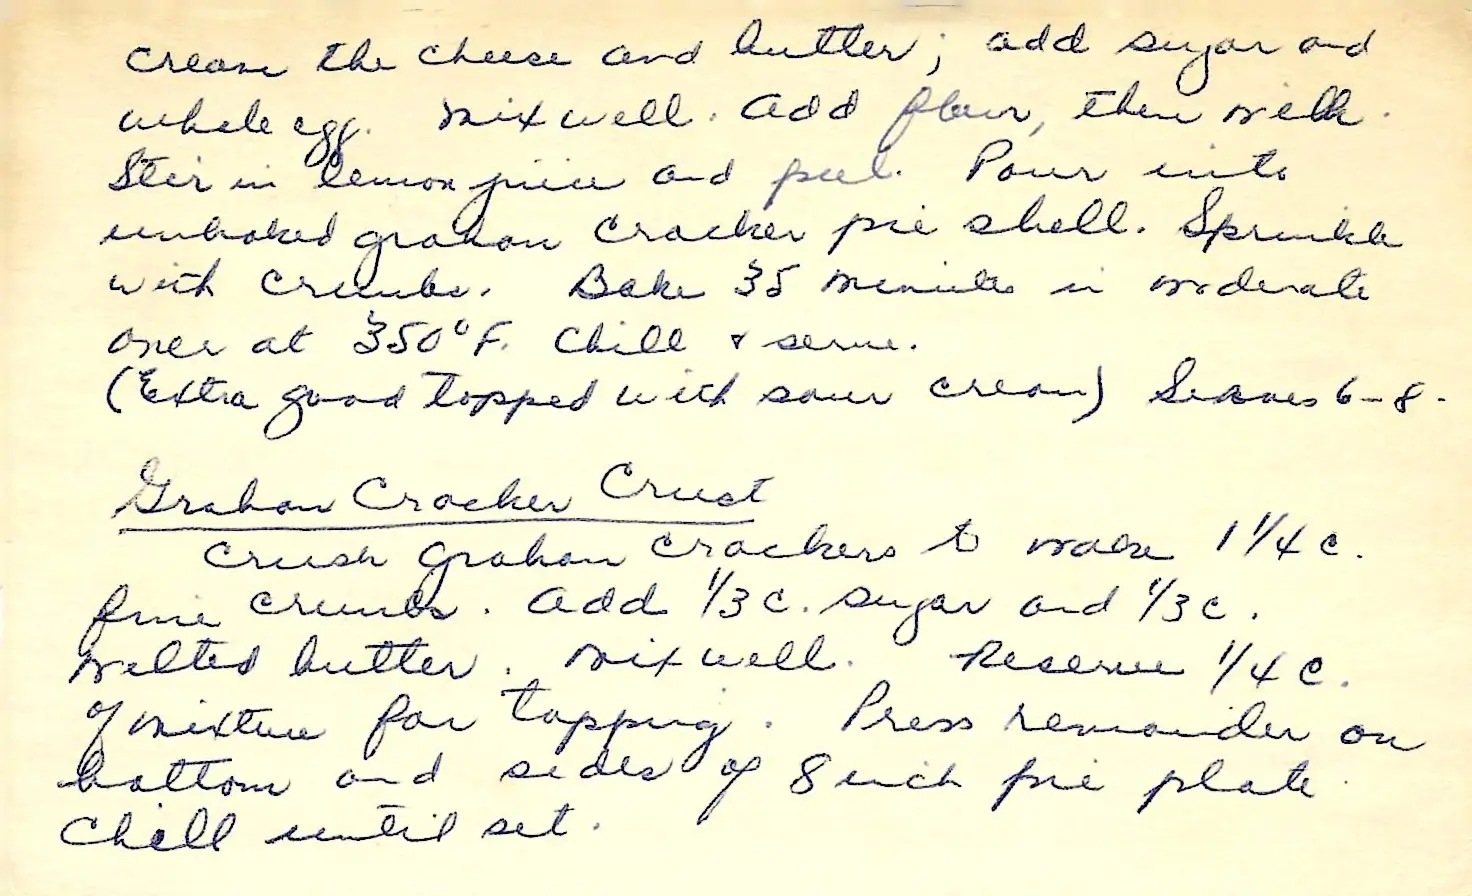 cream the cheese and butter; add sugar and
whole egg. Mix well. Add flour, then milk.
Stir in lemon juice and peel. Pour into
unbaked graham cracker pie shell. Sprinkle
with crumbs. Bake 35 minutes in moderate
oven at 350°F. Chill & serve.
(Extra good topped with sour cream) Serves 6-8.
Graham Cracker Crust
Crush graham crackers to make 1 1/4 c.
fine crumbs. Add 1/3 c. sugar and 1/3 c.
melted butter. Mix well. Reserve 1/4 c.
of mixture for topping. Press remainder on
bottom and sides of 8 inch pie plate.
Chill until set.